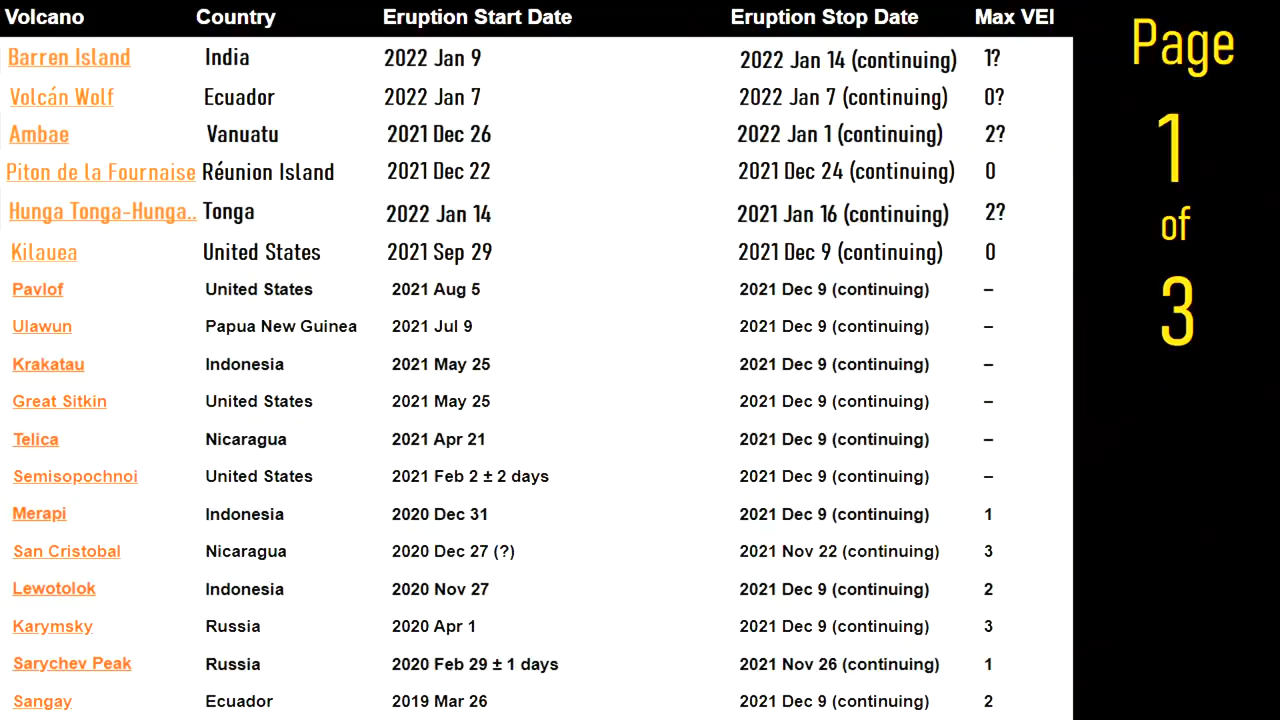 Volcano Country Eruption Start Date Eruption Stop Date Max VEI
Barren Island India 2022 Jan 9 2022 Jan 14 (continuing) 1?
Volcán Wolf Ecuador 2022 Jan 7 2022 Jan 7 (continuing) 0?
Ambae Vanuatu 2021 Dec 26 2022 Jan 1 (continuing) 2?
Piton de la Fournaise Réunion Island 2021 Dec 22 2021 Dec 24 (continuing) 0
Hunga Tonga-Hunga.. Tonga 2022 Jan 14 2021 Jan 16 (continuing) 2?
Kilauea United States 2021 Sep 29 2021 Dec 9 (continuing) 0
Pavlof United States 2021 Aug 5 2021 Dec 9 (continuing) –
Ulawun Papua New Guinea 2021 Jul 9 2021 Dec 9 (continuing) –
Krakatau Indonesia 2021 May 25 2021 Dec 9 (continuing) –
Great Sitkin United States 2021 May 25 2021 Dec 9 (continuing) –
Telica Nicaragua 2021 Apr 21 2021 Dec 9 (continuing) –
Semisopochnoi United States 2021 Feb 2 ± 2 days 2021 Dec 9 (continuing) –
Merapi Indonesia 2020 Dec 31 2021 Dec 9 (continuing) 1
San Cristobal Nicaragua 2020 Dec 27 (?) 2021 Nov 22 (continuing) 3
Lewotolok Indonesia 2020 Nov 27 2021 Dec 9 (continuing) 2
Karymsky Russia 2020 Apr 1 2021 Dec 9 (continuing) 3
Sarychev Peak Russia 2020 Feb 29 ± 1 days 2021 Nov 26 (continuing) 1
Sangay Ecuador 2019 Mar 26 2021 Dec 9 (continuing) 2
Page
1
of
3